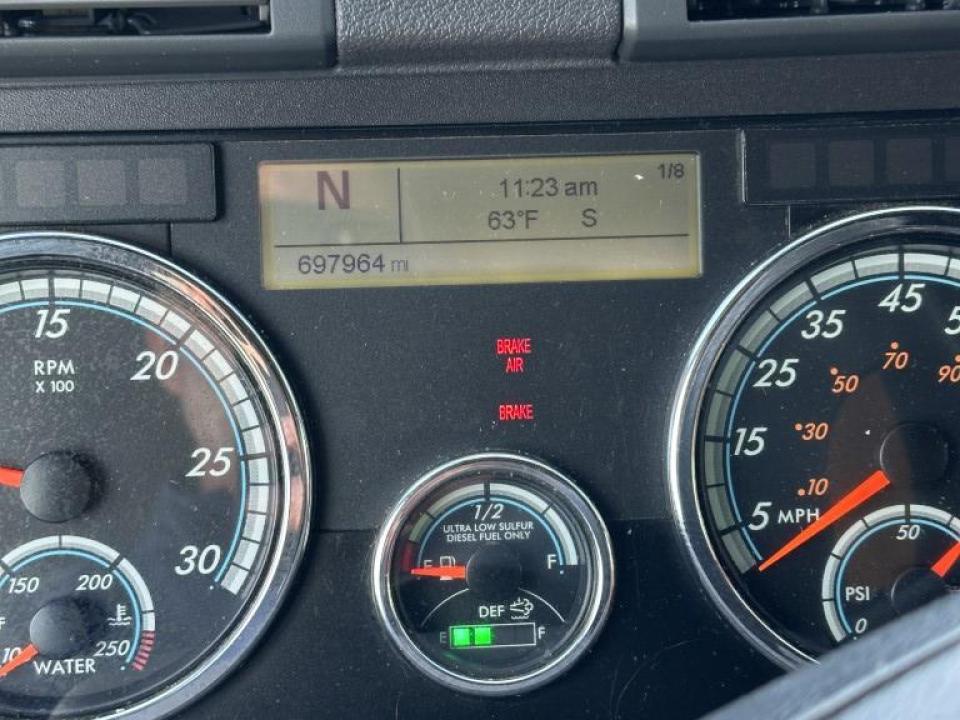 N
11:23 am
1/8
63°F S
697964 mi
15
20
25
30
RPM
X 100
150
200
250
WATER
BRAKE
AIR
BRAKE
1/2
ULTRA LOW SULFUR
DIESEL FUEL ONLY
E
F
DEF
E
F
5
15
25
35
45
MPH
10
30
50
70
90
PSI
0
50